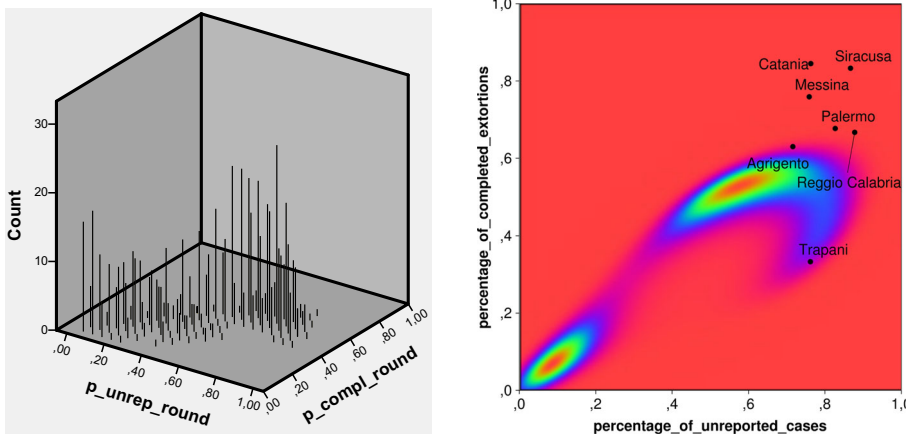 Count
30
20
10
0
,00
,20
,40
,60
,80
1,00
p_unrep_round
,00
,20
,40
,60
,80
1,00
p_compl_round
percentage_of_completed_extortions
1,0
,8
,6
,4
,2
,0
Catania
Siracusa
Messina
Palermo
Agrigento
Reggio Calabria
Trapani
,0
,2
,4
,6
,8
1,0
percentage_of_unreported_cases